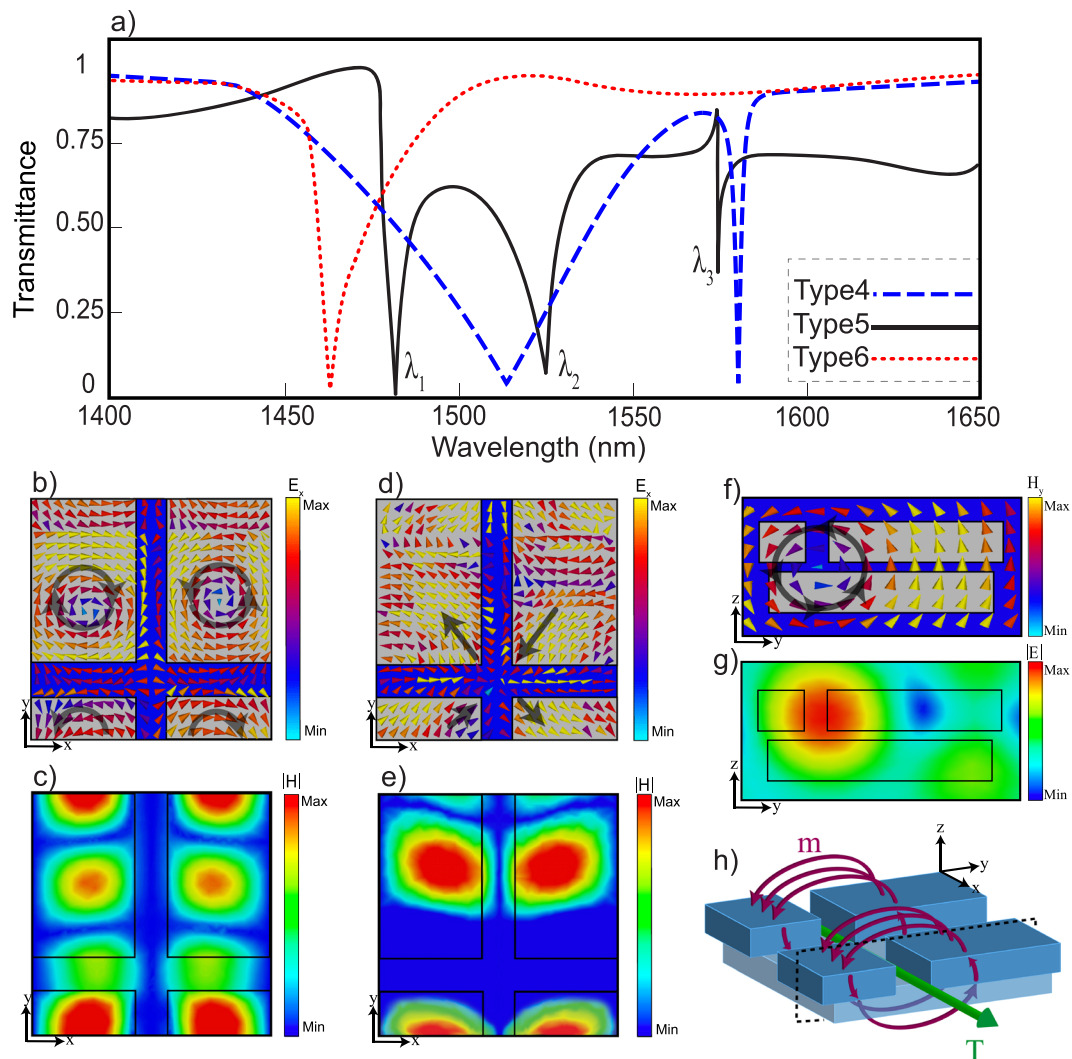 a)
Transmittance
1
0.75
0.50
0.25
0
λ1
λ2
λ3
Type4
Type5
Type6
1400
1450
1500
1550
1600
1650
Wavelength (nm)
b)
Ex
Max
Min
y
x
d)
Ex
Max
Min
y
x
f)
Hy
Max
Min
z
y
g)
|E|
Max
Min
z
y
c)
|H|
Max
Min
y
x
e)
|H|
Max
Min
y
x
h)
m
z
y
x
T